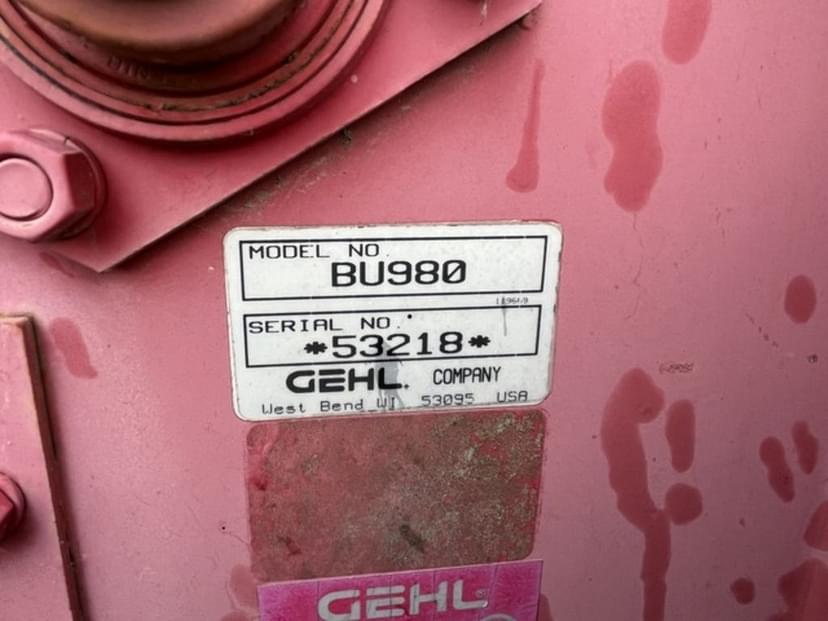 MODEL NO.
BU980
SERIAL NO.
*53218*
GEHL. COMPANY
West Bend WI 53095 USA
GEHL